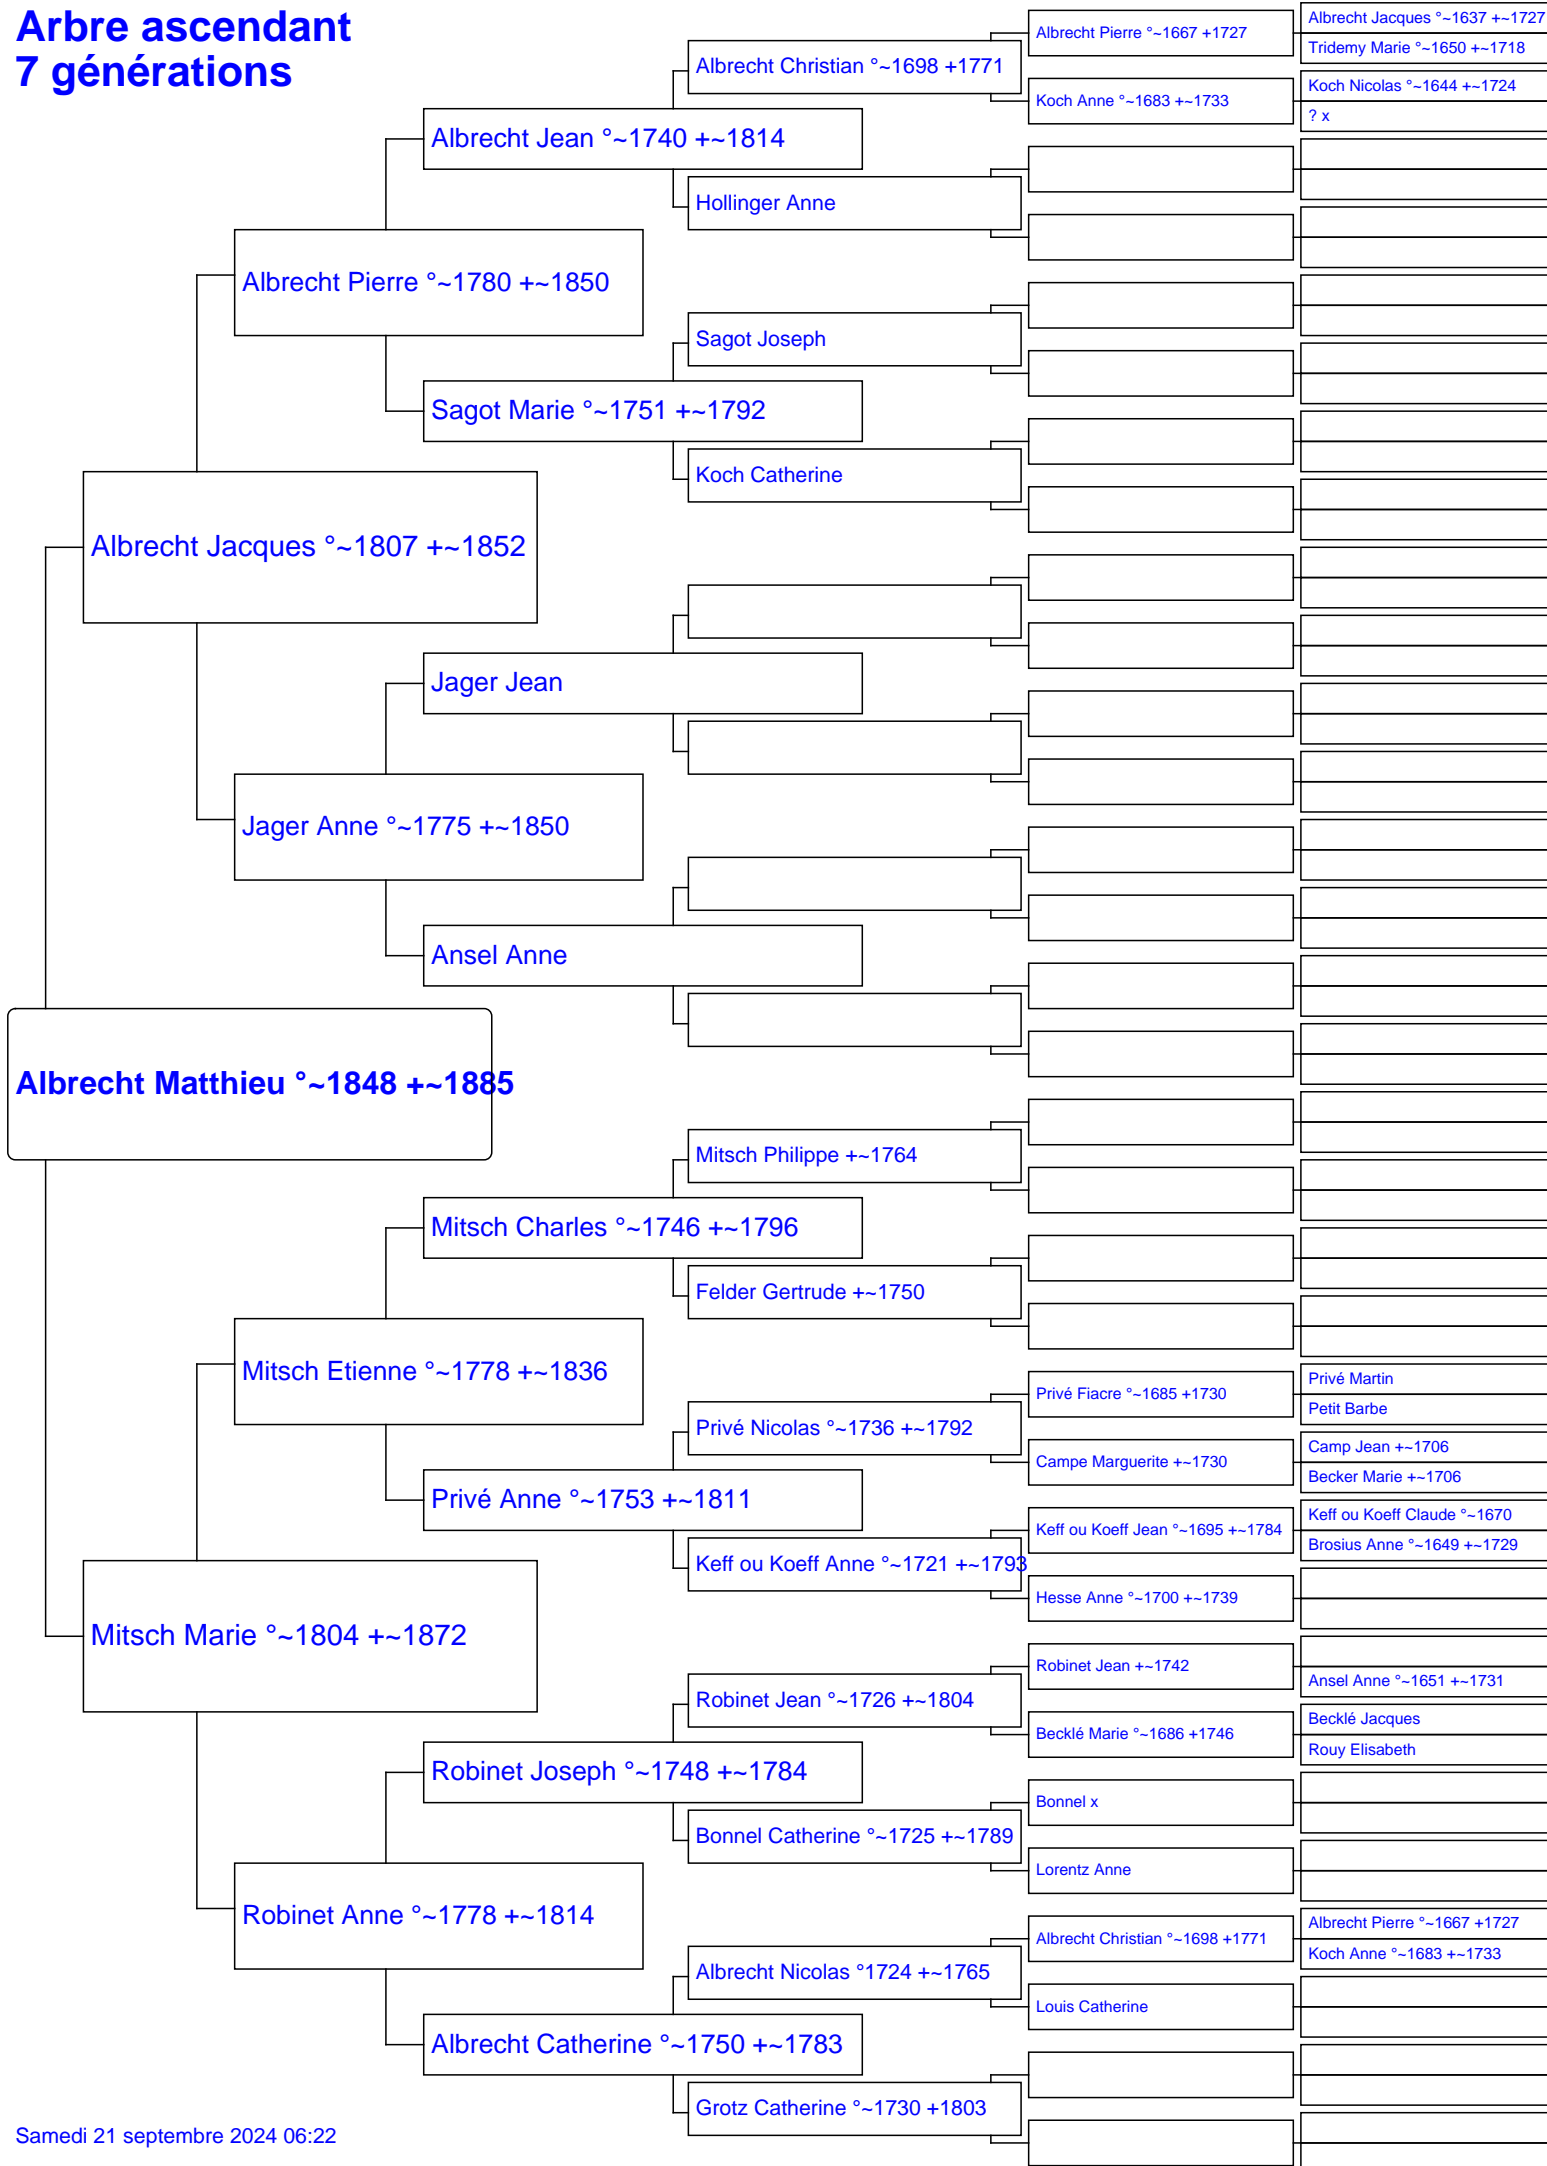 Arbre ascendant
7 générations
Albrecht Jacques °~1637 +~1727
Albrecht Pierre °~1667 +1727
Tridemy Marie °~1650 +~1718
Albrecht Christian °~1698 +1771
Koch Nicolas °~1644 +~1724
Koch Anne °~1683 +~1733
? x
Albrecht Jean °~1740 +~1814
Hollinger Anne
Albrecht Pierre °~1780 +~1850
Sagot Joseph
Sagot Marie °~1751 +~1792
Koch Catherine
Albrecht Jacques °~1807 +~1852
Jager Jean
Jager Anne °~1775 +~1850
Ansel Anne
Albrecht Matthieu °~1848 +~1885
Mitsch Philippe +~1764
Mitsch Charles °~1746 +~1796
Felder Gertrude +~1750
Mitsch Etienne °~1778 +~1836
Privé Martin
Privé Fiacre °~1685 +1730
Petit Barbe
Privé Nicolas °~1736 +~1792
Camp Jean +~1706
Campe Marguerite +~1730
Becker Marie +~1706
Privé Anne °~1753 +~1811
Keff ou Koeff Claude °~1670
Keff ou Koeff Jean °~1695 +~1784
Brosius Anne °~1649 +~1729
Keff ou Koeff Anne °~1721 +~1793
Hesse Anne °~1700 +~1739
Mitsch Marie °~1804 +~1872
Robinet Jean +~1742
Ansel Anne °~1651 +~1731
Robinet Jean °~1726 +~1804
Becklé Jacques
Becklé Marie °~1686 +1746
Rouy Elisabeth
Robinet Joseph °~1748 +~1784
Bonnel x
Bonnel Catherine °~1725 +~1789
Lorentz Anne
Robinet Anne °~1778 +~1814
Albrecht Pierre °~1667 +1727
Albrecht Christian °~1698 +1771
Koch Anne °~1683 +~1733
Albrecht Nicolas °1724 +~1765
Louis Catherine
Albrecht Catherine °~1750 +~1783
Grotz Catherine °~1730 +1803
Samedi 21 septembre 2024 06:22